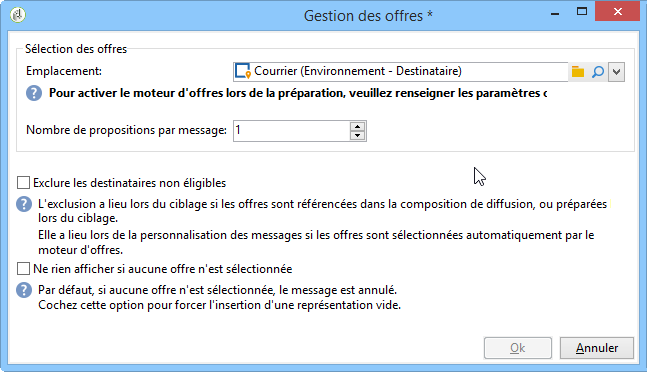 Gestion des offres *
Sélection des offres
Emplacement: Courrier (Environnement - Destinataire)
Pour activer le moteur d'offres lors de la préparation, veuillez renseigner les paramètres
Nombre de propositions par message: 1
Exclure les destinataires non éligibles
L'exclusion a lieu lors du ciblage si les offres sont référencées dans la composition de diffusion, ou préparées
lors du ciblage.
Elle a lieu lors de la personnalisation des messages si les offres sont sélectionnées automatiquement par le
moteur d'offres.
Ne rien afficher si aucune offre n'est sélectionnée
Par défaut, si aucune offre n'est sélectionnée, le message est annulé.
Cochez cette option pour forcer l'insertion d'une représentation vide.
Ok Annuler